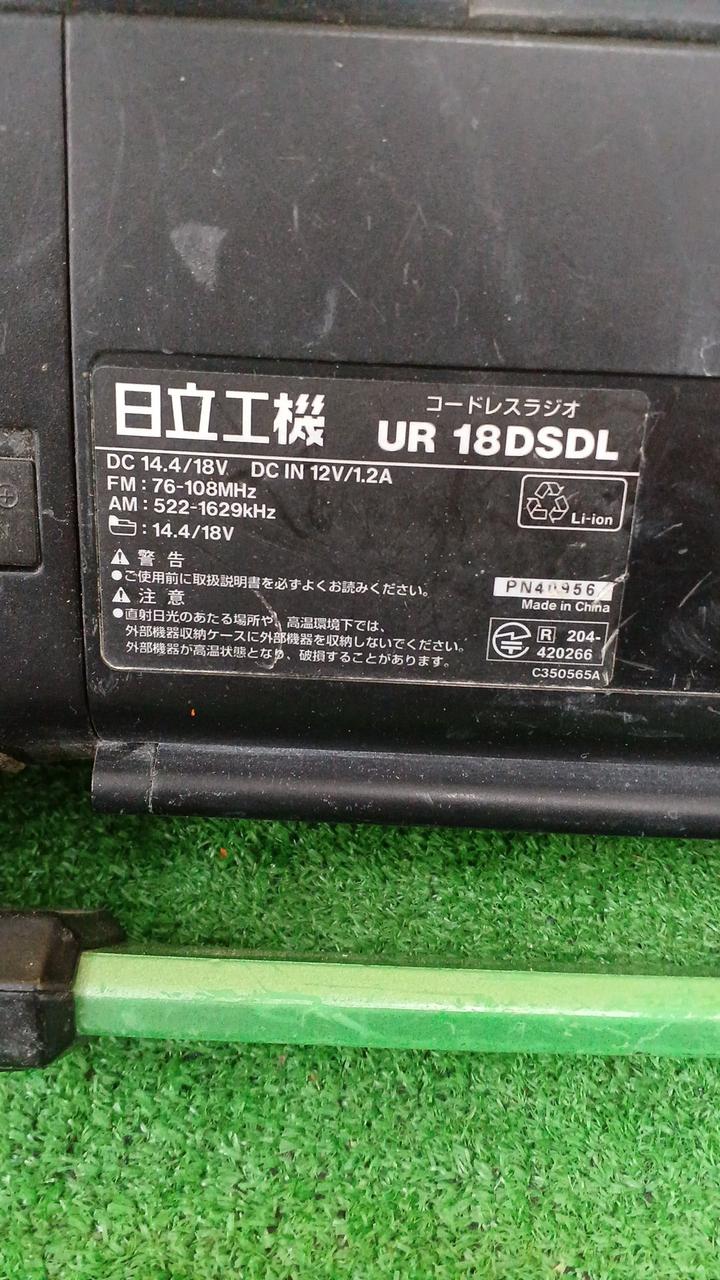 日立工機
コードレスラジオ
UR 18DSDL
DC 14.4/18V DC IN 12V/1.2A
FM : 76-108MHz
AM : 522-1629kHz
: 14.4/18V
Li-ion
警 告
●ご使用前に取扱説明書を必ずよくお読みください。
注 意
●直射日光のあたる場所や、高温環境下では、
外部機器収納ケースに外部機器を収納しないでください。
外部機器が高温状態となり、破損することがあります。
Made in China
R 204-
420266
C350565A